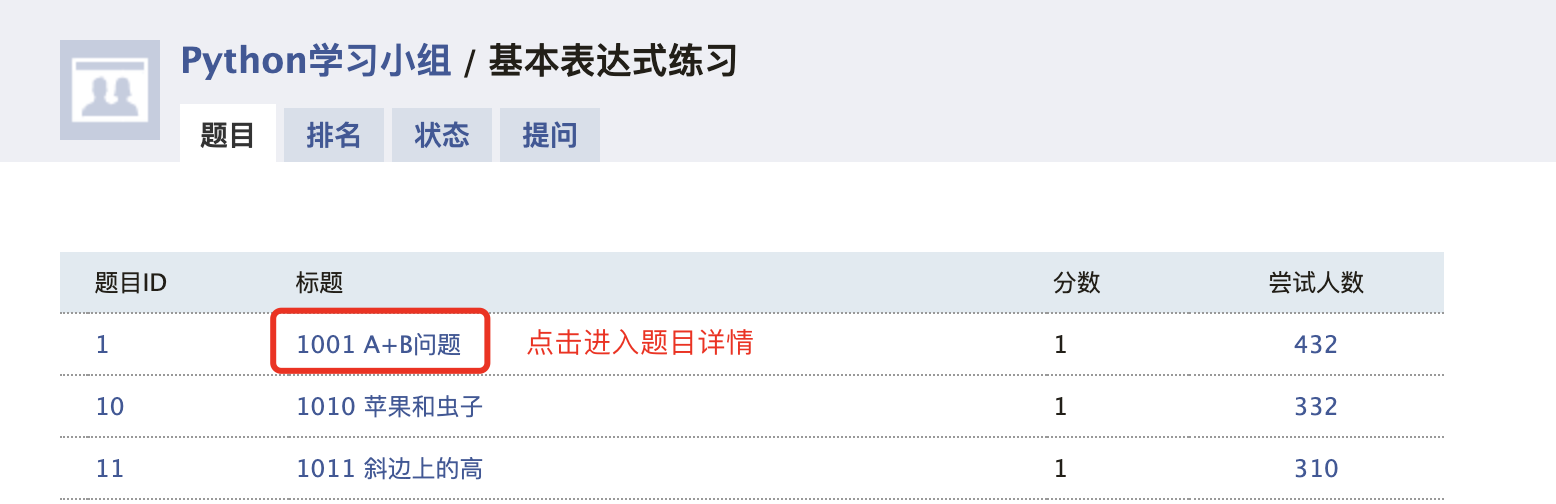 Python学习小组 / 基本表达式练习
题目 排名 状态 提问
题目ID 标题 分数 尝试人数
1 1001 A+B问题 点击进入题目详情 1 432
10 1010 苹果和虫子 1 332
11 1011 斜边上的高 1 310